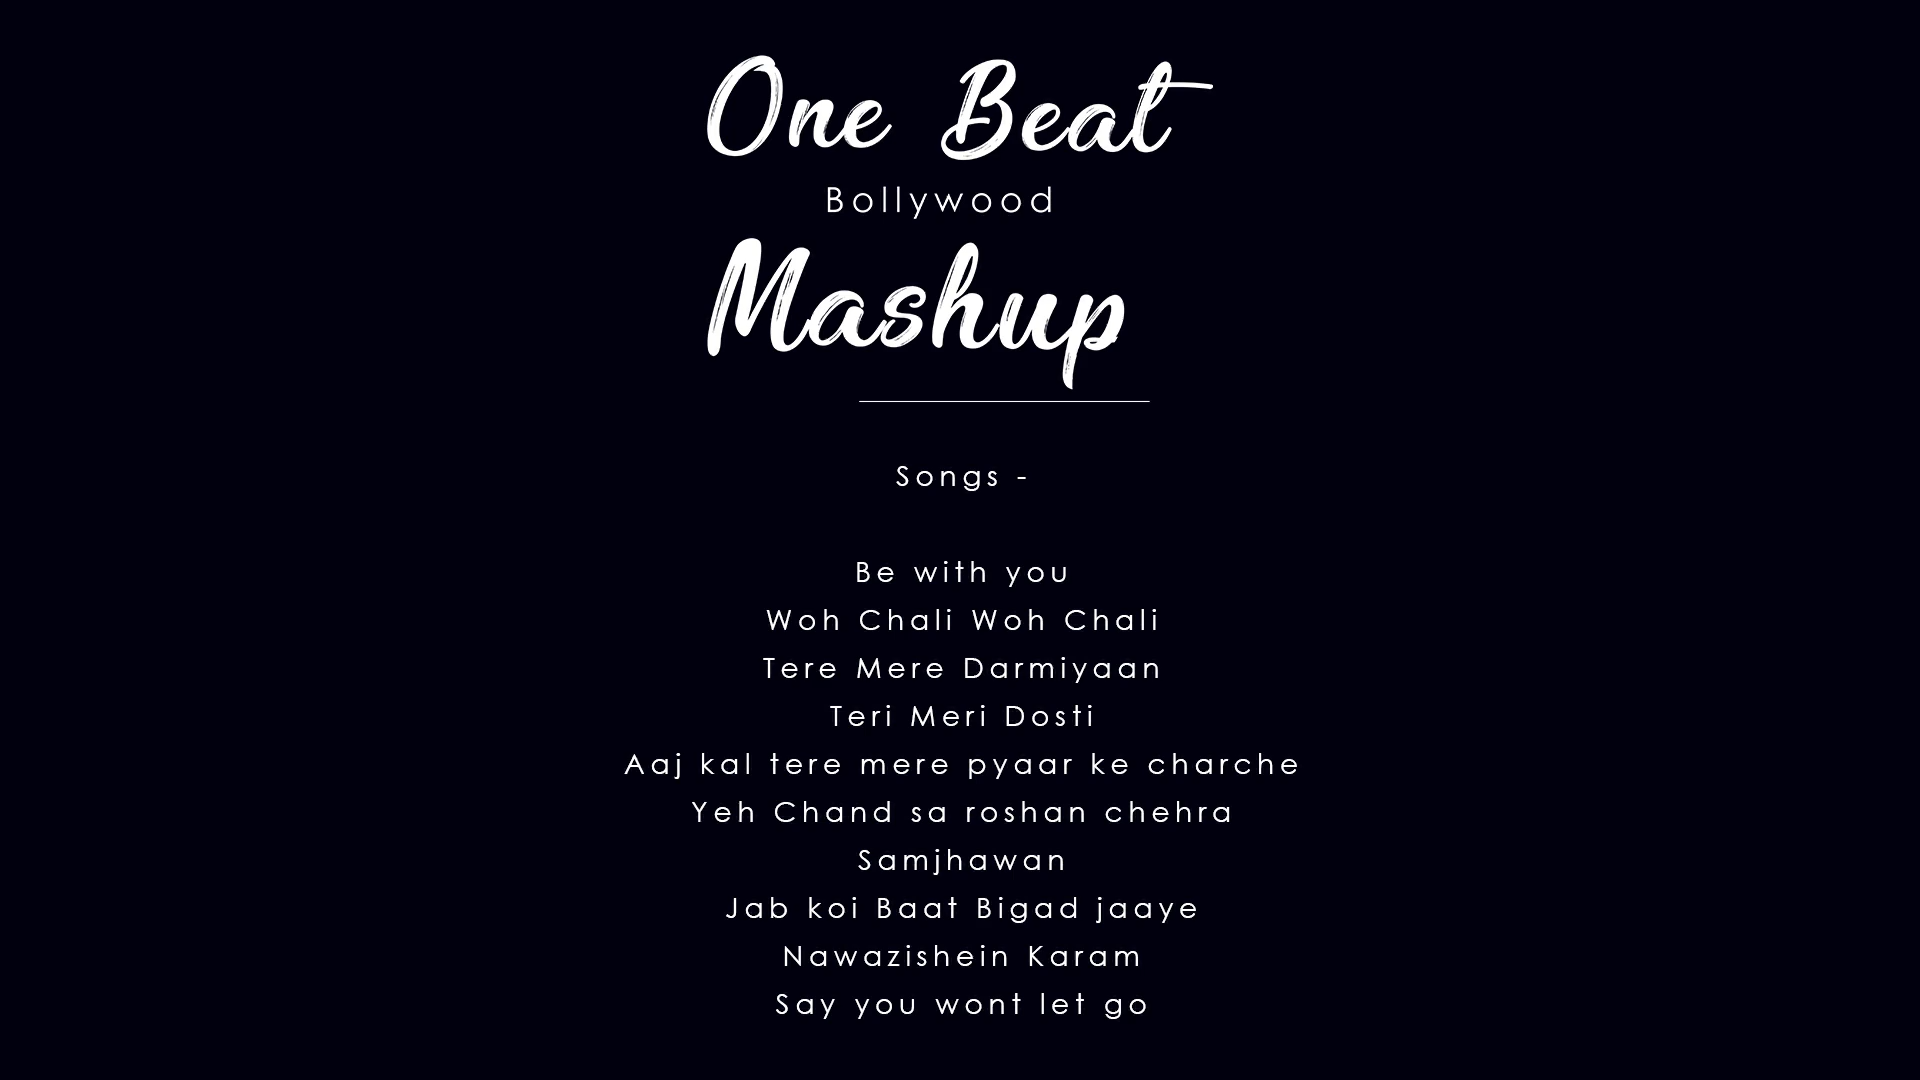 One Beat
Bollywood
Mashup
Songs -
Be with you
Woh Chali Woh Chali
Tere Mere Darmiyaan
Teri Meri Dosti
Aaj kal tere mere pyaar ke charche
Yeh Chand sa roshan chehra
Samjhawan
Jab koi Baat Bigad jaaye
Nawazishein Karam
Say you wont let go